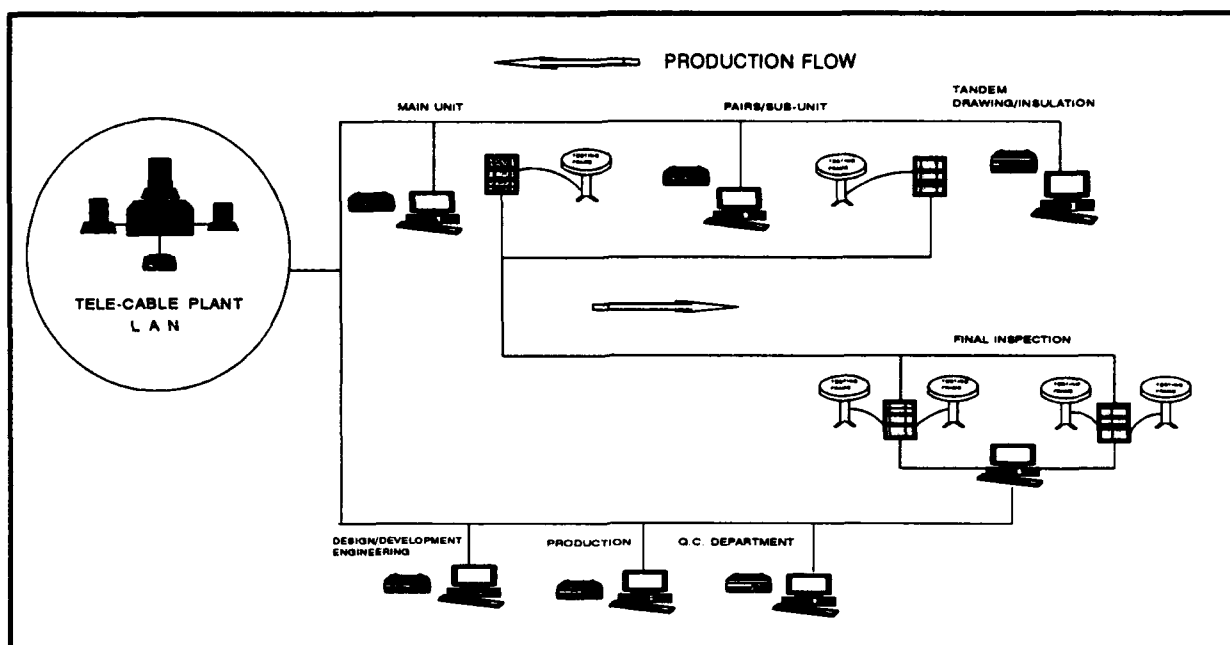 PRODUCTION FLOW
MAIN UNIT
PAIRS/SUB-UNIT
TANDEM
DRAWING/INSULATION
TELE-CABLE PLANT
L A N
FINAL INSPECTION
DESIGN/DEVELOPMENT
ENGINEERING
PRODUCTION
Q.C. DEPARTMENT